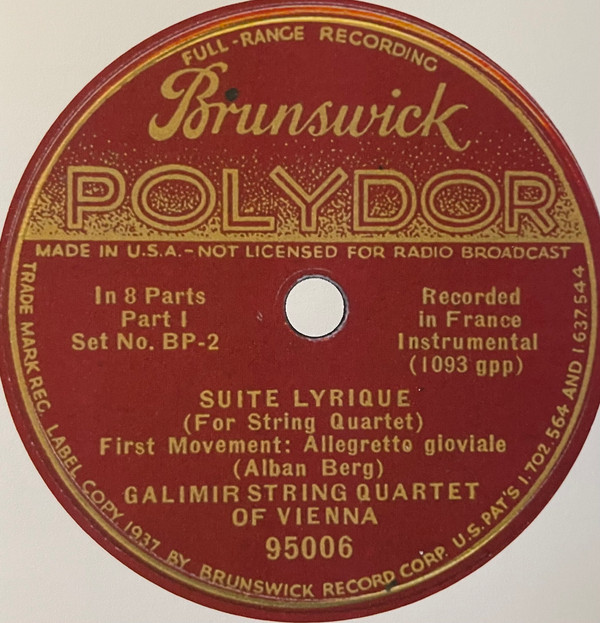 FULL-RANGE RECORDING
Brunswick
POLYDOR
MADE IN U.S.A.-NOT LICENSED FOR RADIO BROADCAST
In 8 Parts
Part I
Set No. BP-2
Recorded
in France
Instrumental
(1093 gpp)
SUITE LYRIQUE
(For String Quartet)
First Movement: Allegretto gioviale
(Alban Berg)
GALIMIR STRING QUARTET
OF VIENNA
95006
TRADE MARK REG. LABEL COPY. 1937 BY BRUNSWICK RECORD CORP. U.S. PAT'S 1.702.564 AND 1637.544